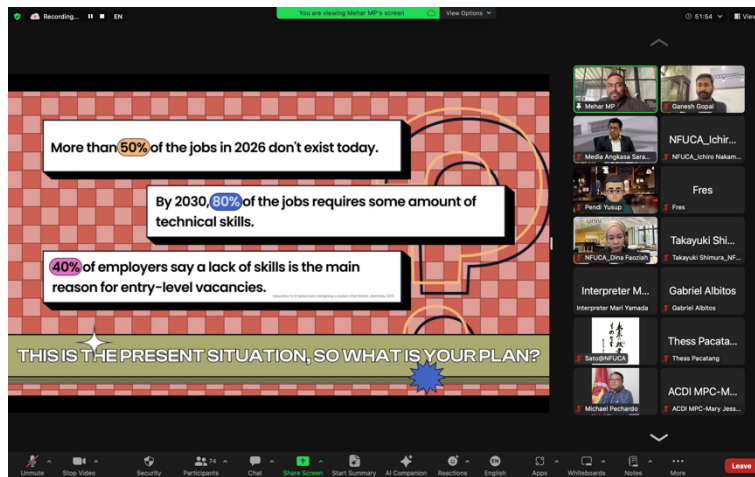 Recording...
EN
You are viewing Mehar MP's screen
View Options
51:54
View
More than 50% of the jobs in 2026 don't exist today.
By 2030, 80% of the jobs requires some amount of
technical skills.
40% of employers say a lack of skills is the main
reason for entry-level vacancies.
THIS IS THE PRESENT SITUATION, SO WHAT IS YOUR PLAN?
Mehar MP
Ganesh Gopal
Media Angkasa Sara...
NFUCA_Ichir...
NFUCA_Ichiro Nakam...
Pendi Yusup
Fres
Fres
NFUCA_Dina Faoziah
Takayuki Shi...
Takayuki Shimura, NF...
Interpreter M...
Interpreter Mari Yamada
Gabriel Albitos
Gabriel Albitos
Sato@NFUCA
Thess Pacata...
Thess Pacatang
Michael Pechardo
ACDI MPC-M...
ACDI MPC-Mary Jess...
Unmute
Stop Video
Security
74
Participants
Chat
Share Screen
Start Summary
AI Companion
Reactions
EN
English
Apps
Whiteboards
Notes
More
Leave